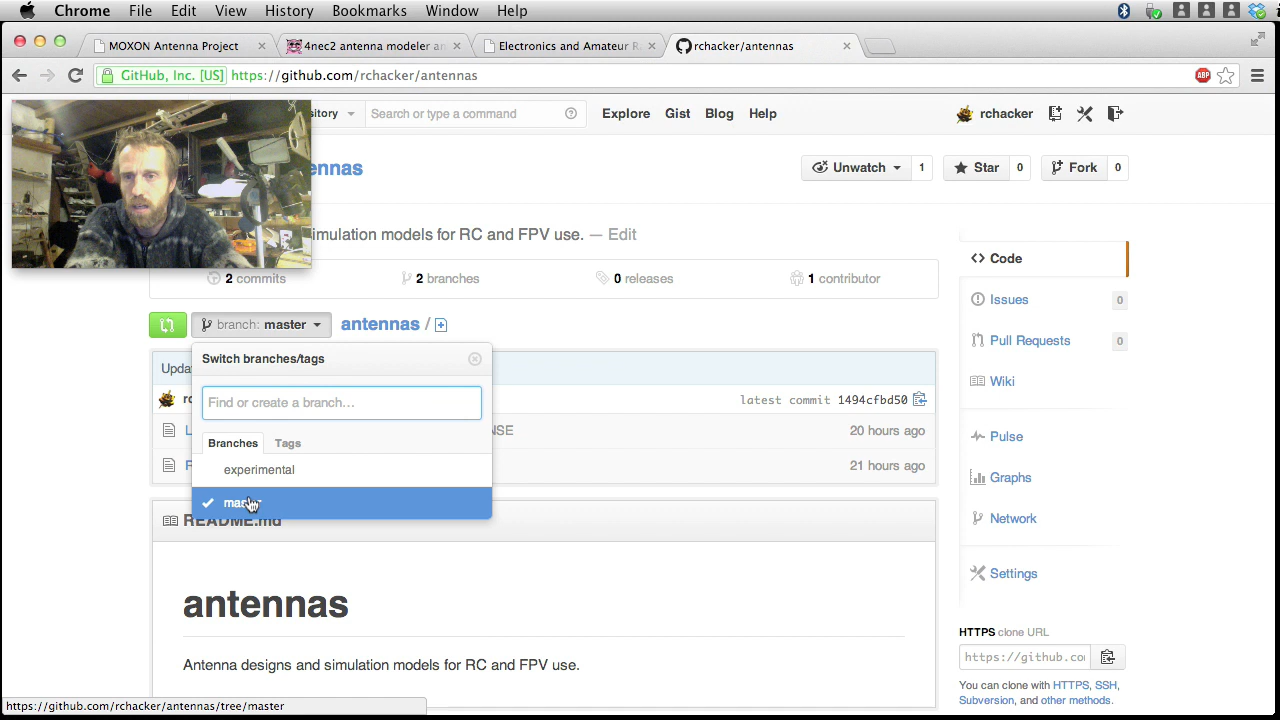 Chrome File Edit View History Bookmarks Window Help
MOXON Antenna Project
4nec2 antenna modeler an
Electronics and Amateur R
rchacker/antennas
GitHub, Inc. [US] https://github.com/rchacker/antennas
ABP
sitory
Search or type a command
Explore Gist Blog Help
rchacker
ennas
Unwatch 1
Star 0
Fork 0
imulation models for RC and FPV use. — Edit
2 commits
2 branches
0 releases
1 contributor
branch: master
antennas /
Switch branches/tags
Find or create a branch…
Branches Tags
experimental
Upda
rc
latest commit 1494cfbd50
L
NSE
20 hours ago
R
21 hours ago
README.md
antennas
Antenna designs and simulation models for RC and FPV use.
Code
Issues 0
Pull Requests 0
Wiki
Pulse
Graphs
Network
Settings
HTTPS clone URL
https://github.co
You can clone with HTTPS, SSH,
Subversion, and other methods.
https://github.com/rchacker/antennas/tree/master